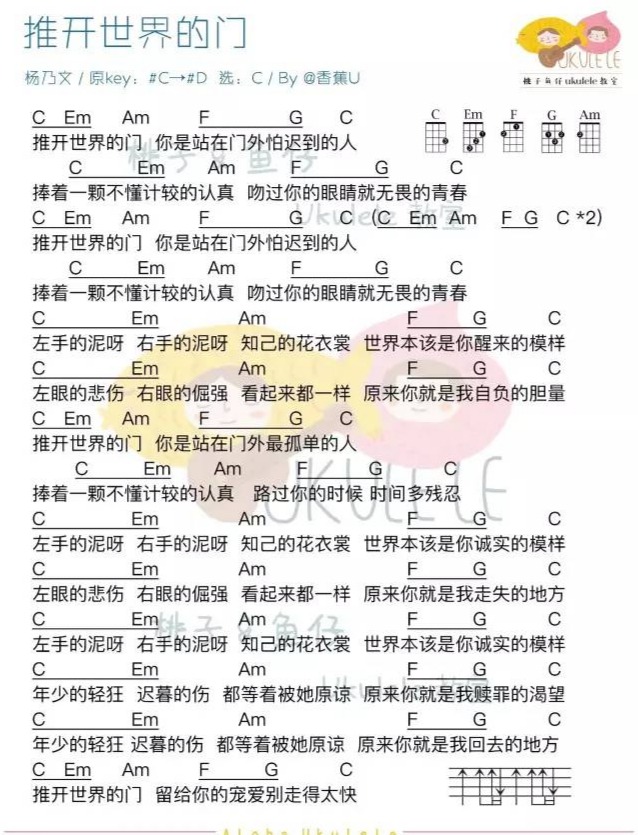 推开世界的门
UKULELE
桃子鱼仔ukulele教室
杨乃文 / 原key：#C→#D 选：C / By @香蕉U
C Em Am F G C
C Em F G Am
推开世界的门 你是站在门外怕迟到的人
C Em Am F G C
捧着一颗不懂计较的认真 吻过你的眼睛就无畏的青春
C Em Am F G C (C Em Am F G C *2)
推开世界的门 你是站在门外怕迟到的人
C Em Am F G C
捧着一颗不懂计较的认真 吻过你的眼睛就无畏的青春
C Em Am F G C
左手的泥呀 右手的泥呀 知己的花衣裳 世界本该是你醒来的模样
C Em Am F G C
左眼的悲伤 右眼的倔强 看起来都一样 原来你就是我自负的胆量
C Em Am F G C
推开世界的门 你是站在门外最孤单的人
C Em Am F G C
捧着一颗不懂计较的认真 路过你的时候 时间多残忍
C Em Am F G C
左手的泥呀 右手的泥呀 知己的花衣裳 世界本该是你诚实的模样
C Em Am F G C
左眼的悲伤 右眼的倔强 看起来都一样 原来你就是我走失的地方
C Em Am F G C
左手的泥呀 右手的泥呀 知己的花衣裳 世界本该是你诚实的模样
C Em Am F G C
年少的轻狂 迟暮的伤 都等着被她原谅 原来你就是我赎罪的渴望
C Em Am F G C
年少的轻狂 迟暮的伤 都等着被她原谅 原来你就是我回去的地方
C Em Am F G C
推开世界的门 留给你的宠爱别走得太快
Aloha Ukulele